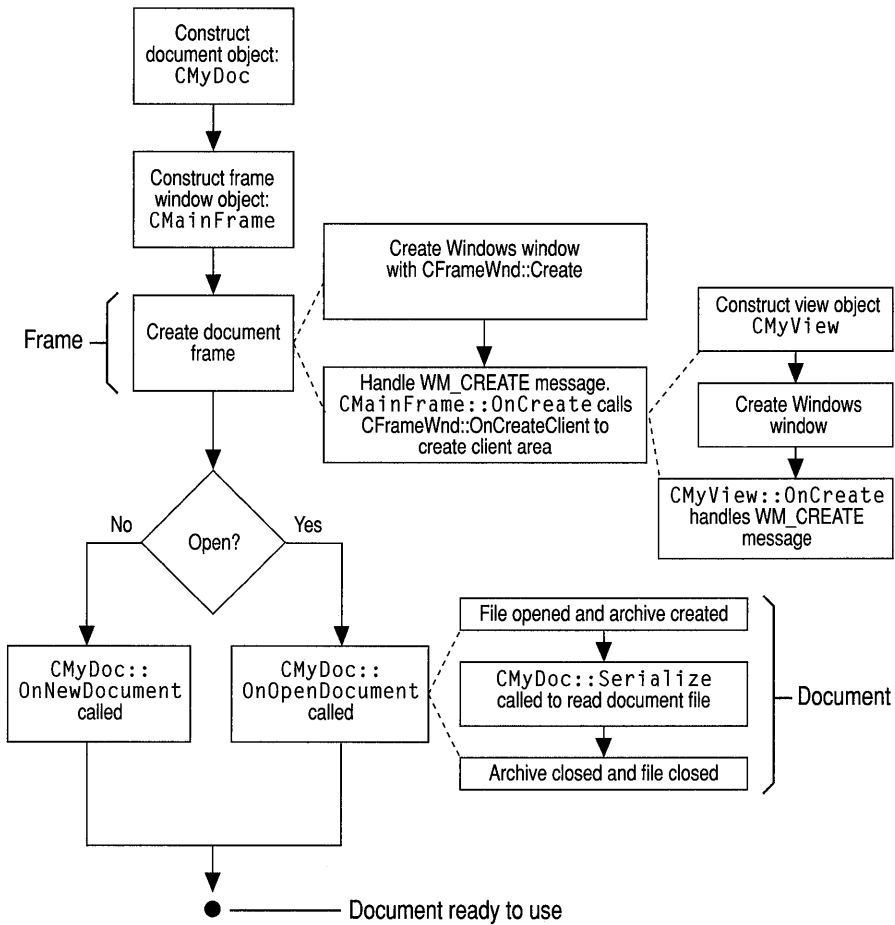 Construct
document object:
CMyDoc
Construct frame
window object:
CMainFrame
Create Windows window
with CFrameWnd::Create
Construct view object
CMyView
Frame
Create document
frame
Handle WM_CREATE message.
CMainFrame::OnCreate calls
CFrameWnd::OnCreateClient to
create client area
Create Windows
window
CMyView::OnCreate
handles WM_CREATE
message
No
Yes
Open?
File opened and archive created
CMyDoc::
OnNewDocument
called
CMyDoc::
OnOpenDocument
called
CMyDoc::Serialize
called to read document file
Document
Archive closed and file closed
Document ready to use